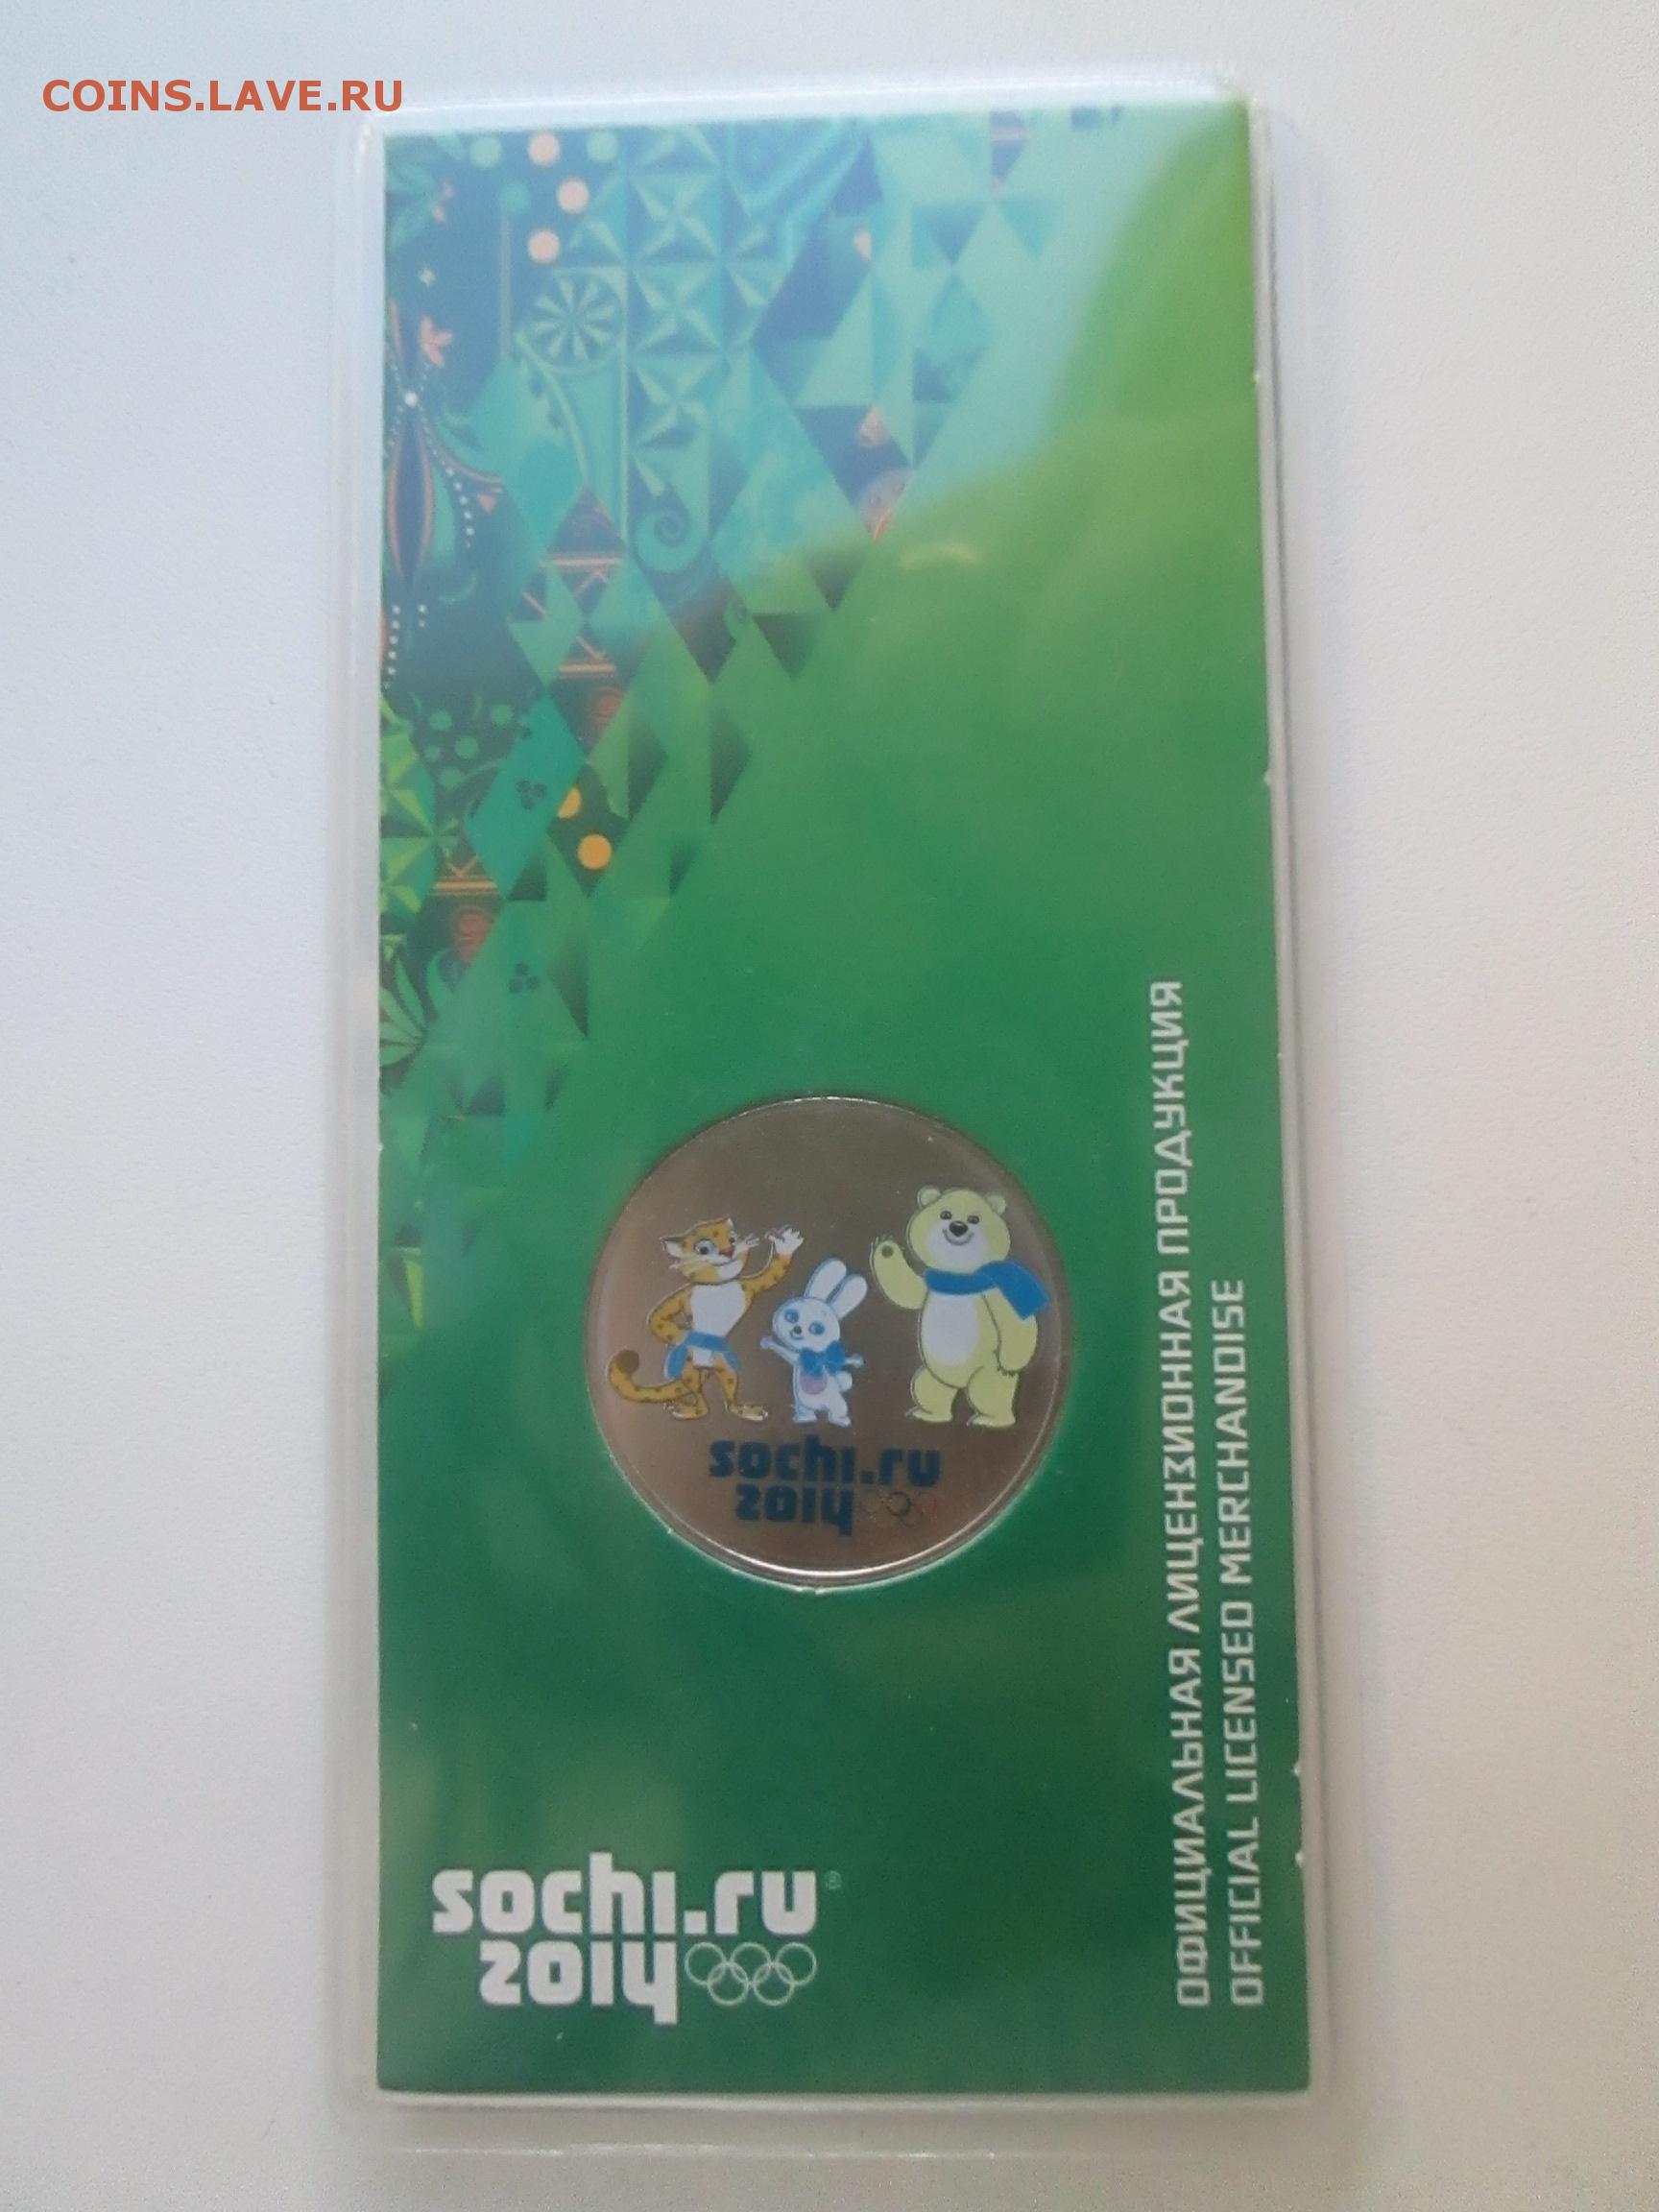 COINS.LAVE.RU
ОФИЦИАЛЬНАЯ ЛИЦЕНЗИОННАЯ ПРОДУКЦИЯ
OFFICIAL LICENSED MERCHANDISE
sochi.ru
2014
sochi.ru®
2014